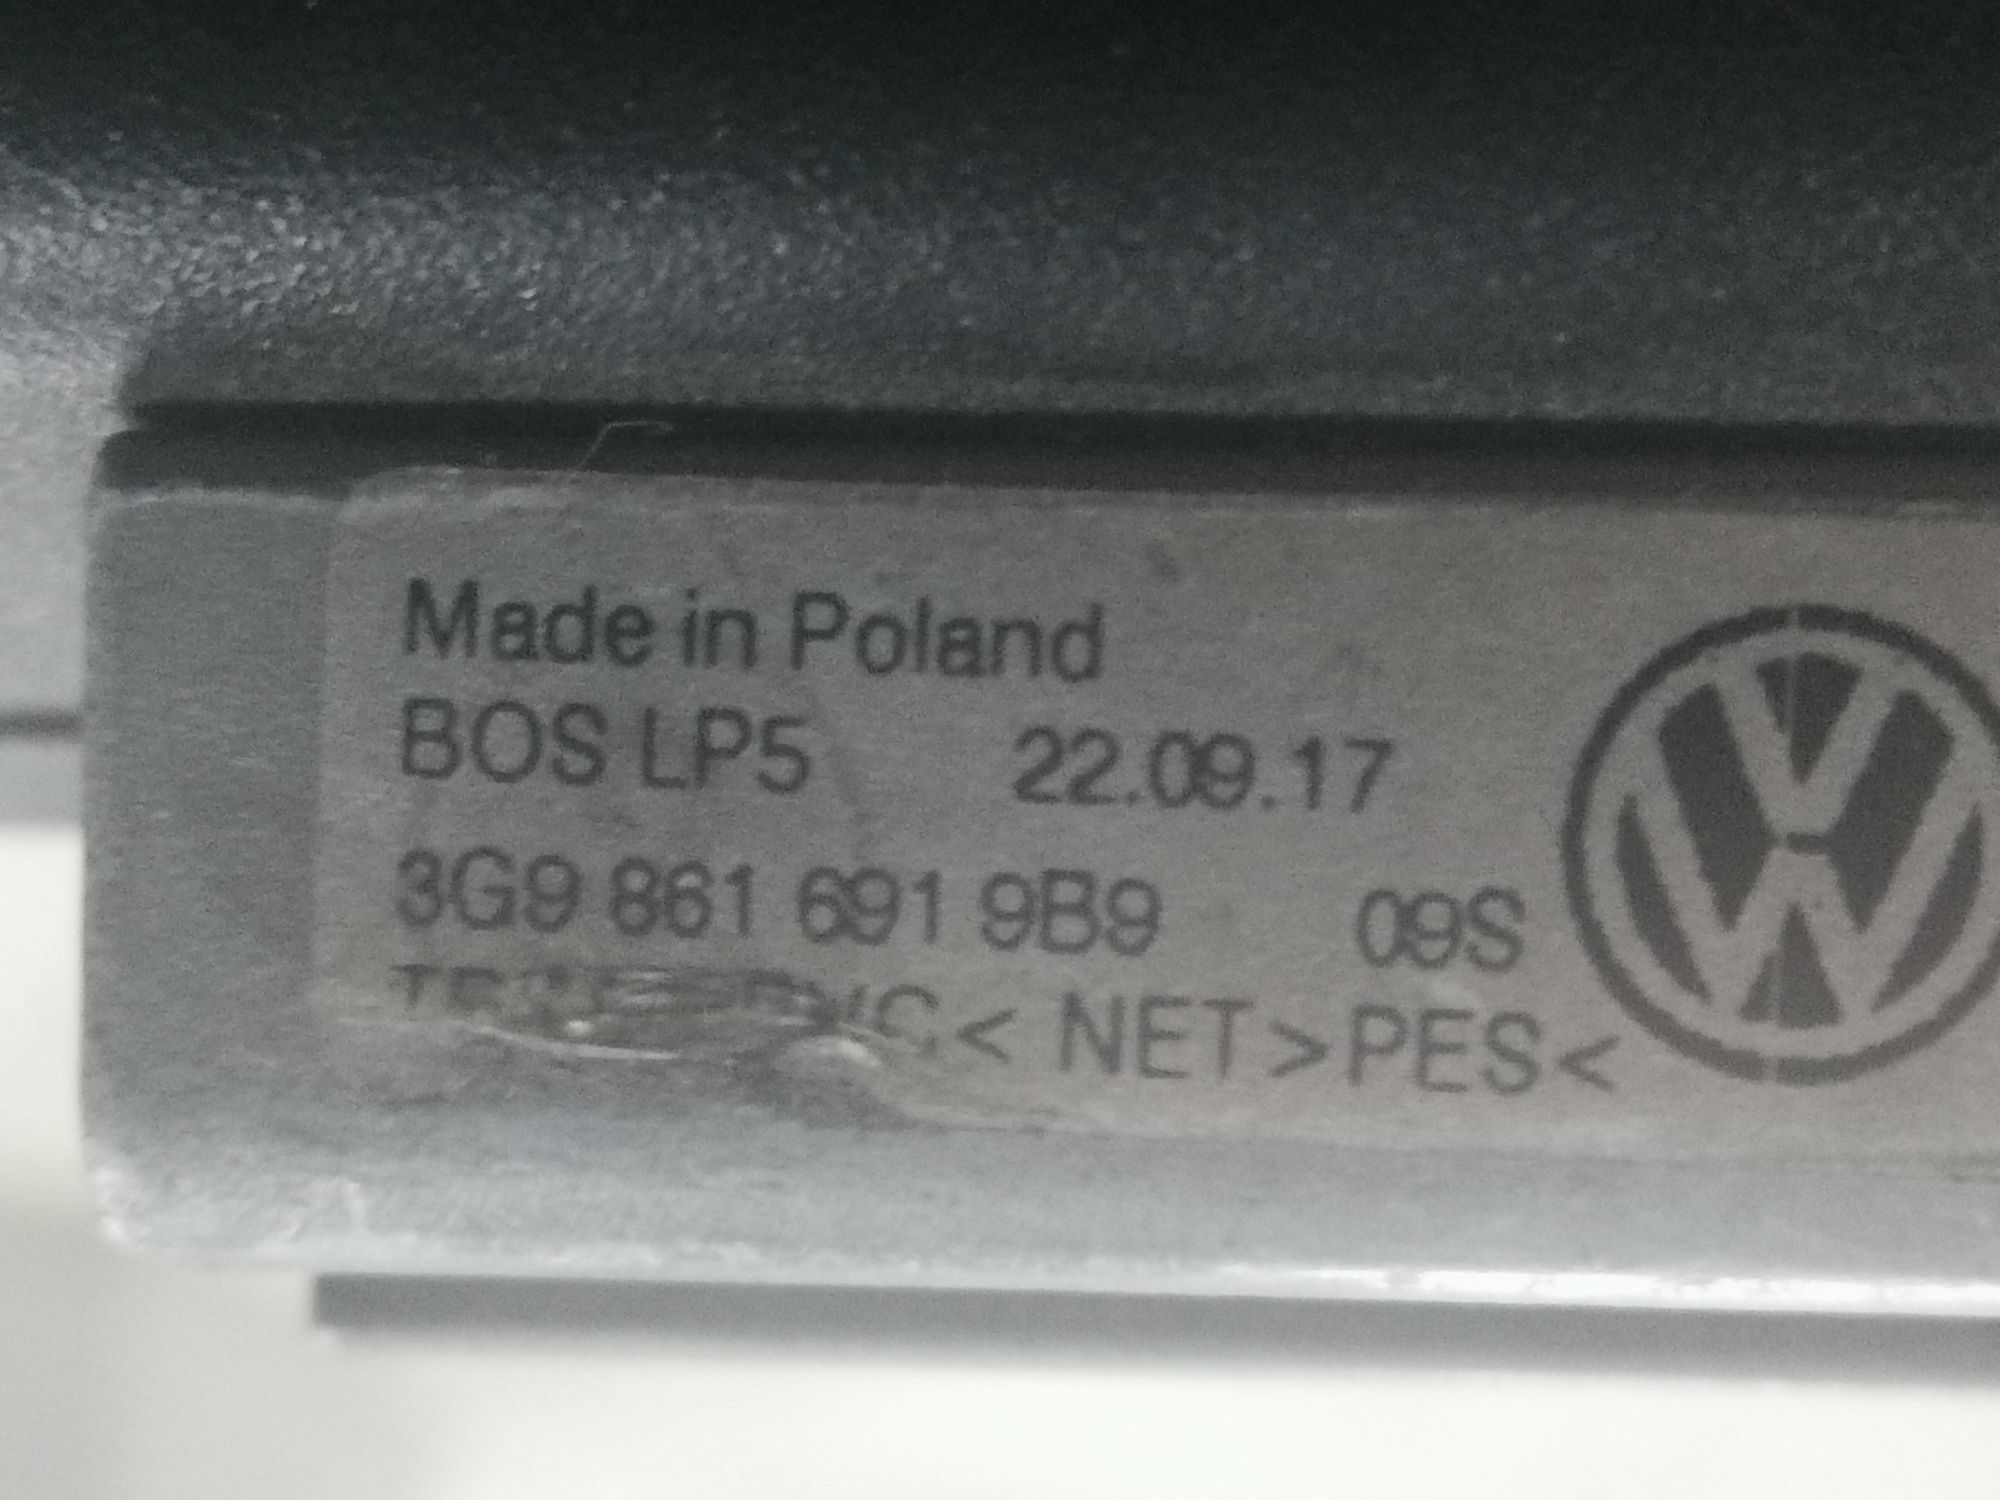 Made in Poland
BOS LP5 22.09.17
3G9 861 691 9B9 09S
< NET>PES<